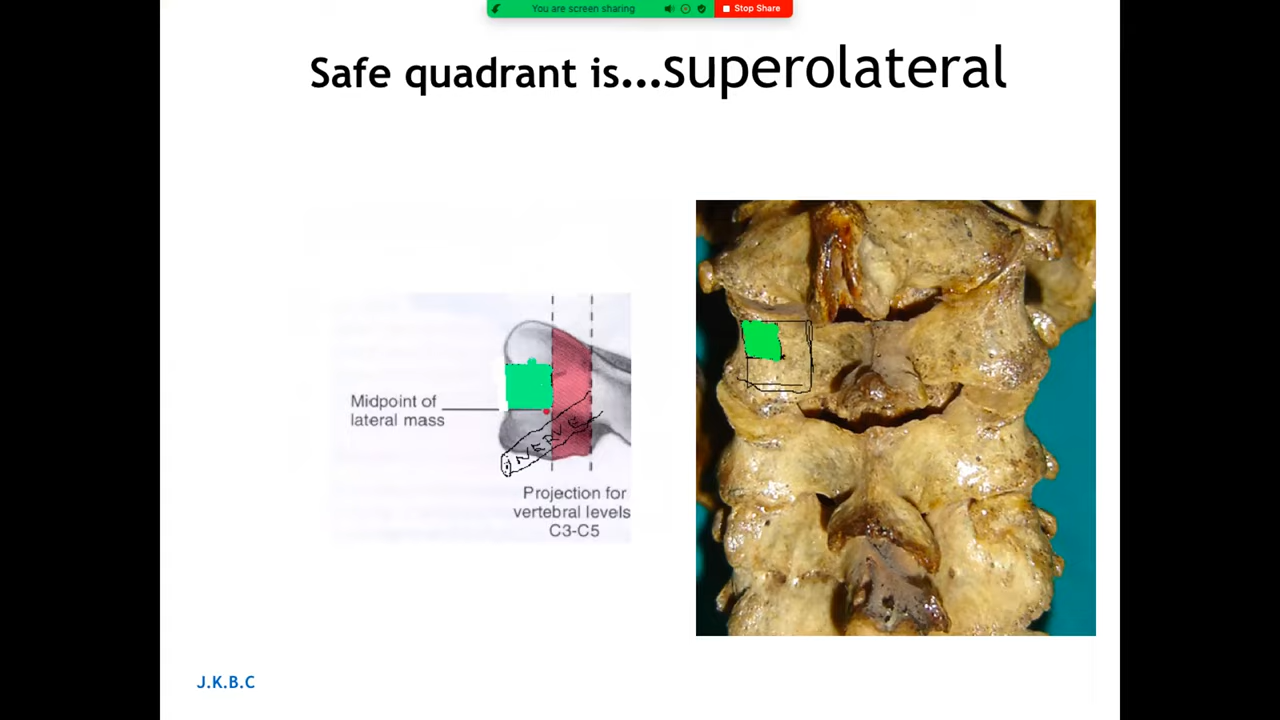 You are screen sharing
Stop Share
Safe quadrant is...superolateral
Midpoint of
lateral mass
NERVE
Projection for
vertebral levels
C3-C5
J.K.B.C